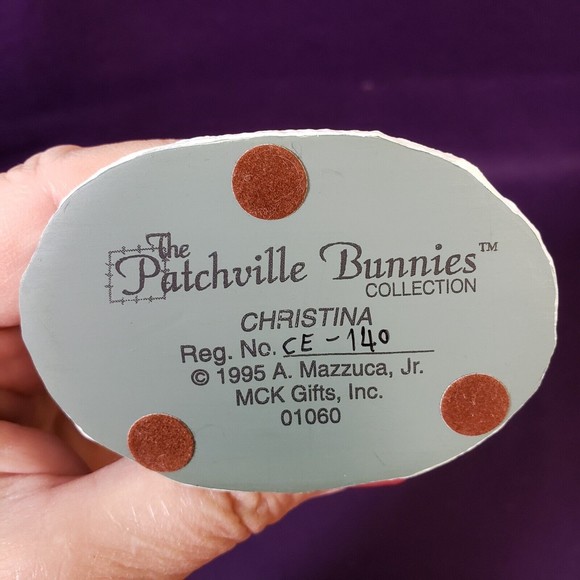 The
Patchville Bunnies™
COLLECTION
CHRISTINA
Reg. No. CE-140
© 1995 A. Mazzuca, Jr.
MCK Gifts, Inc.
01060